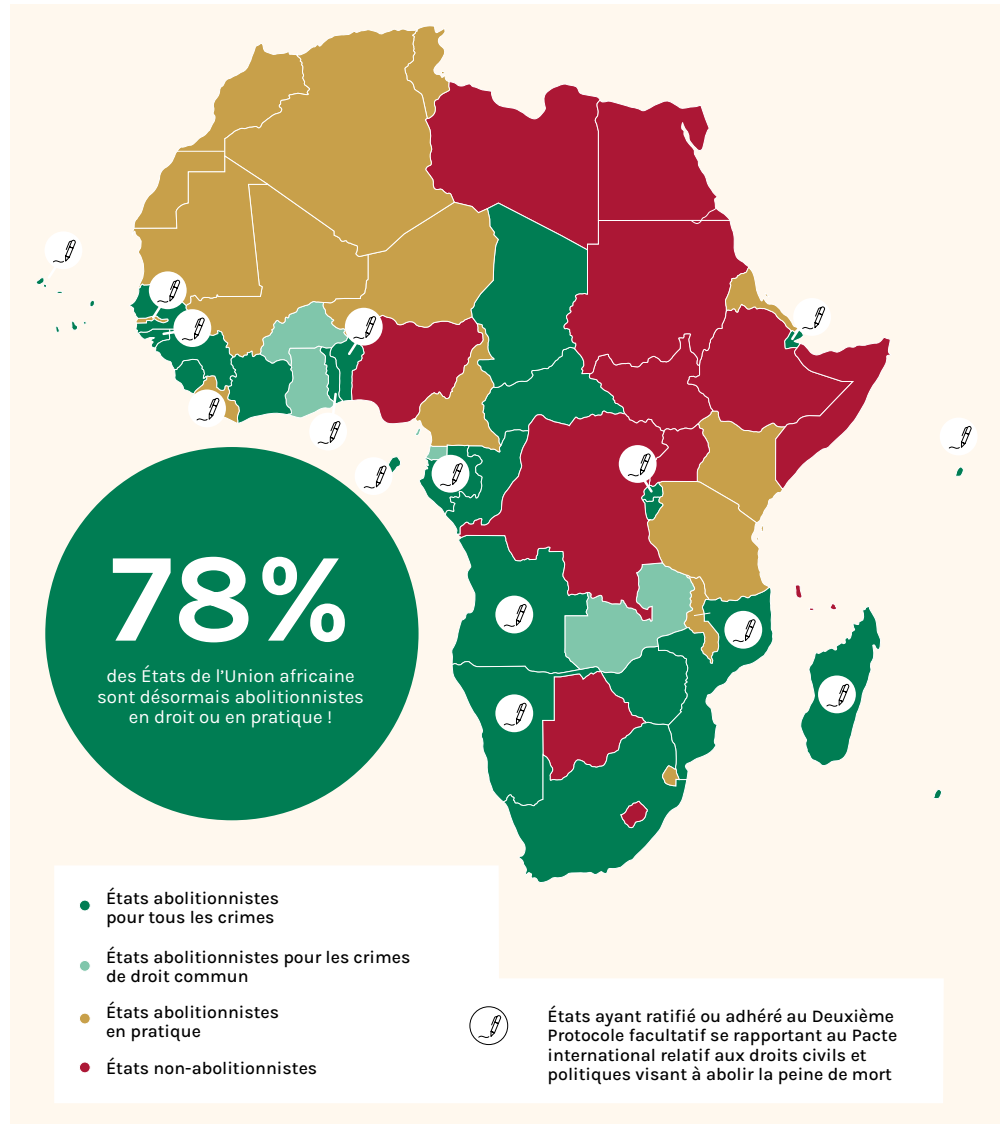 78%
des États de l’Union africaine
sont désormais abolitionnistes
en droit ou en pratique !
États abolitionnistes
pour tous les crimes
États abolitionnistes pour les crimes
de droit commun
États abolitionnistes
en pratique
États non-abolitionnistes
États ayant ratifié ou adhéré au Deuxième
Protocole facultatif se rapportant au Pacte
international relatif aux droits civils et
politiques visant à abolir la peine de mort